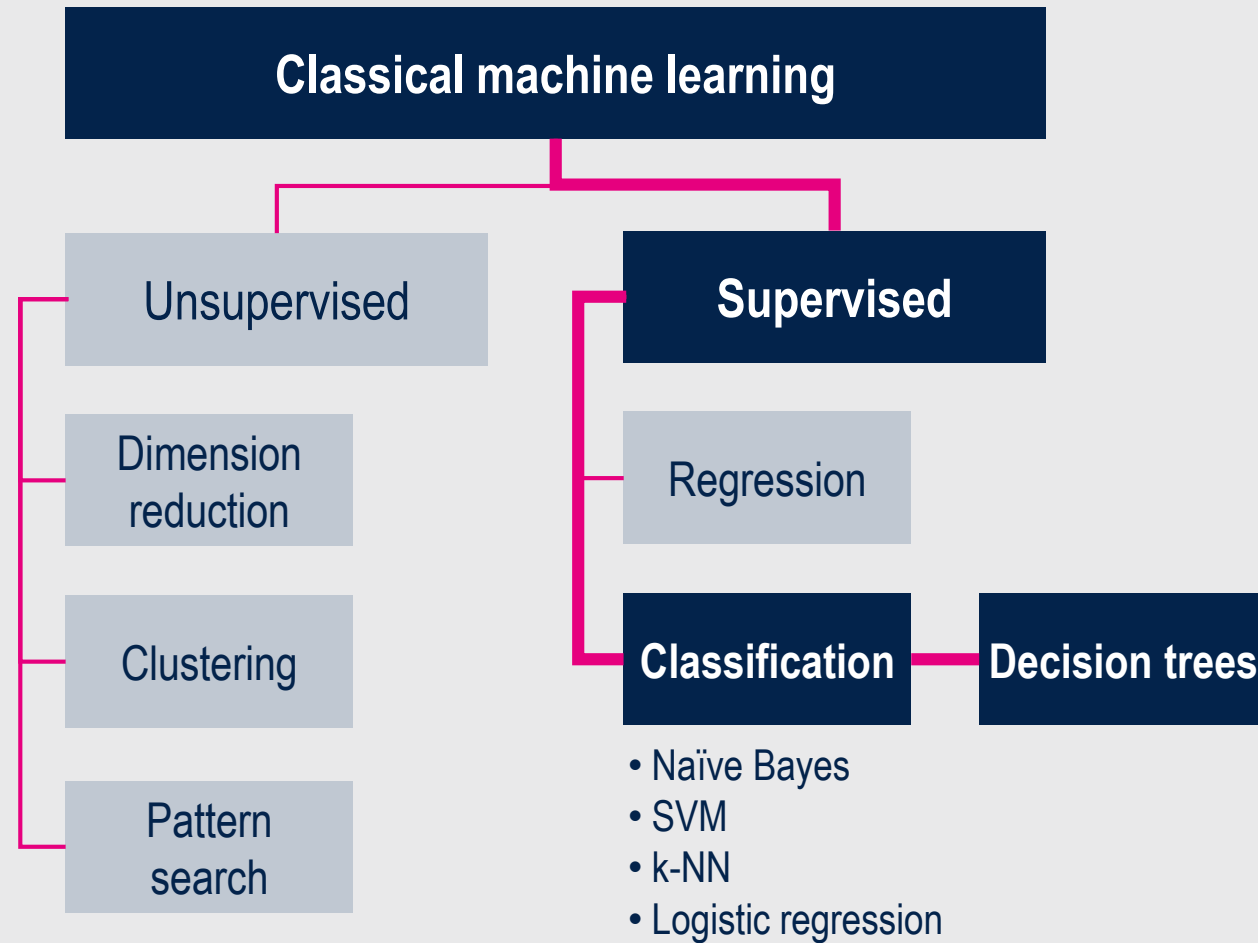 Classical machine learning
Unsupervised
Supervised
Dimension
reduction
Regression
Clustering
Classification
Decision trees
Pattern
search
• Naïve Bayes
• SVM
• k-NN
• Logistic regression